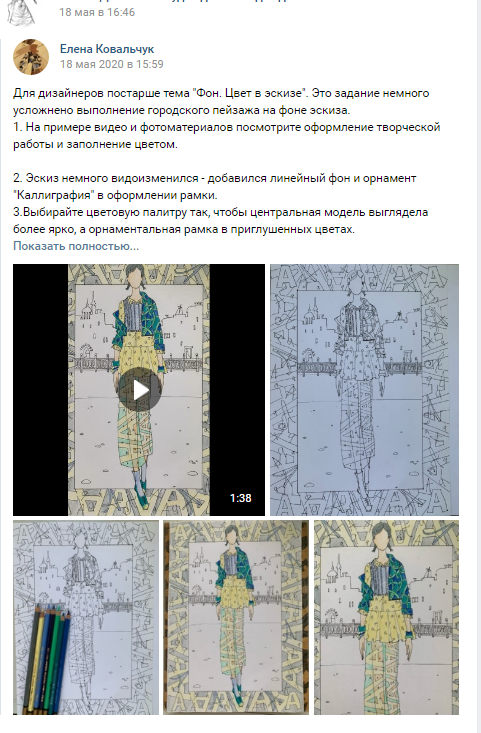 18 мая в 16:46
Елена Ковальчук
18 мая 2020 в 15:59
Для дизайнеров постарше тема "Фон. Цвет в эскизе". Это задание немного
усложнено выполнение городского пейзажа на фоне эскиза.
1. На примере видео и фотоматериалов посмотрите оформление творческой
работы и заполнение цветом.
2. Эскиз немного видоизменился - добавился линейный фон и орнамент
"Каллиграфия" в оформлении рамки.
3.Выбирайте цветовую палитру так, чтобы центральная модель выглядела
более ярко, а орнаментальная рамка в приглушенных цветах.
Показать полностью...
1:38